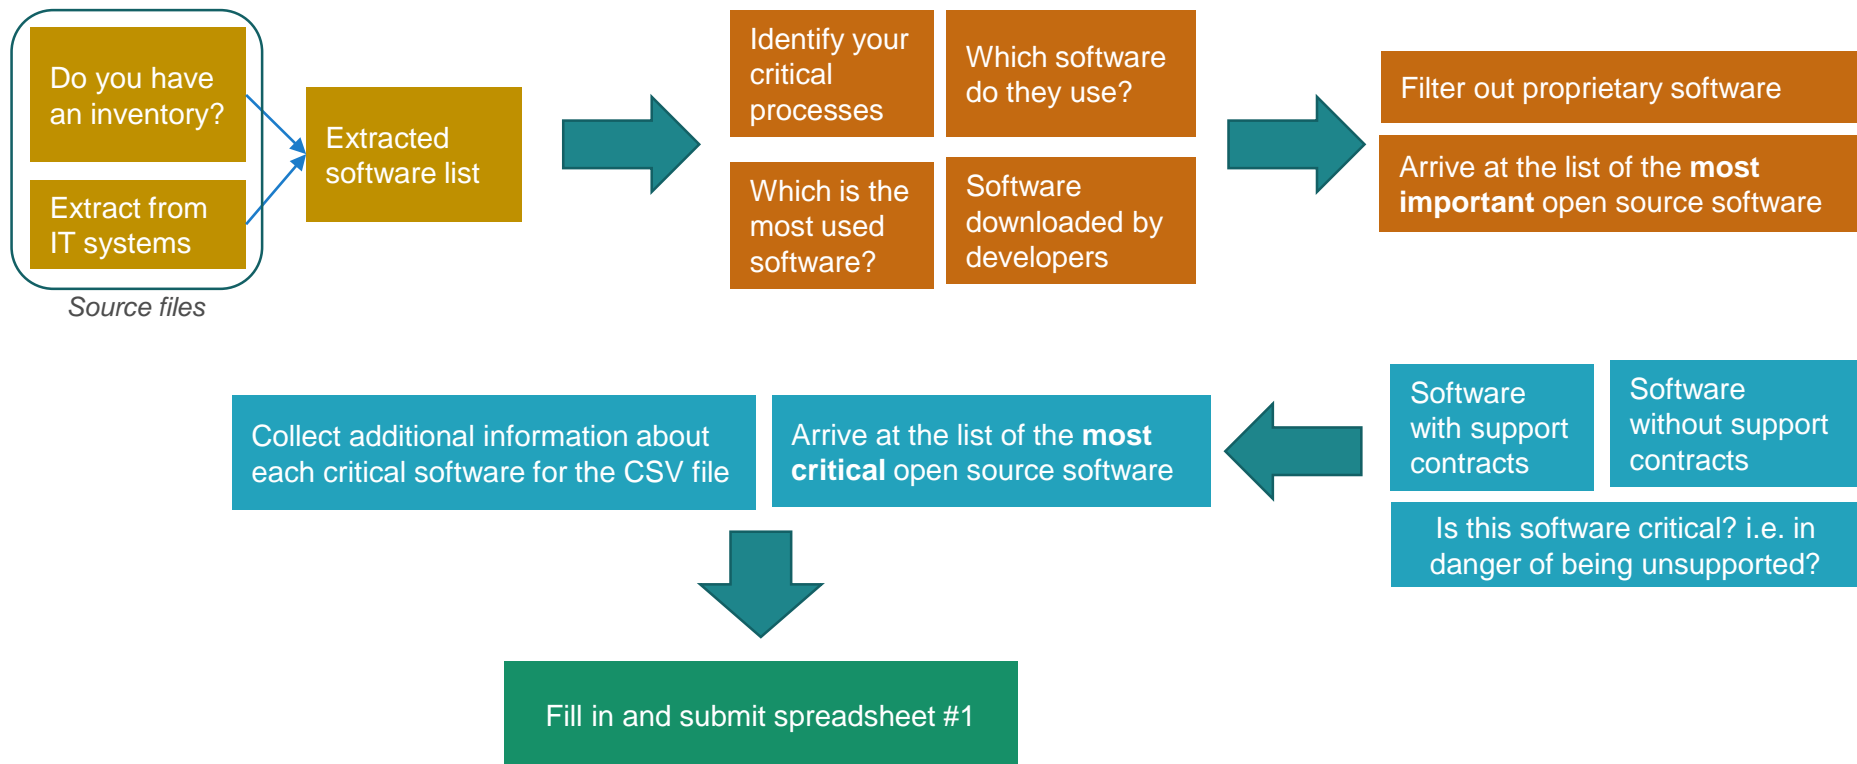 Do you have
an inventory?
Extract from
IT systems
Source files
Extracted
software list
Identify your
critical
processes
Which software
do they use?
Which is the
most used
software?
Software
downloaded by
developers
Filter out proprietary software
Arrive at the list of the most
important open source software
Software
with support
contracts
Software
without support
contracts
Is this software critical? i.e. in
danger of being unsupported?
Arrive at the list of the most
critical open source software
Collect additional information about
each critical software for the CSV file
Fill in and submit spreadsheet #1